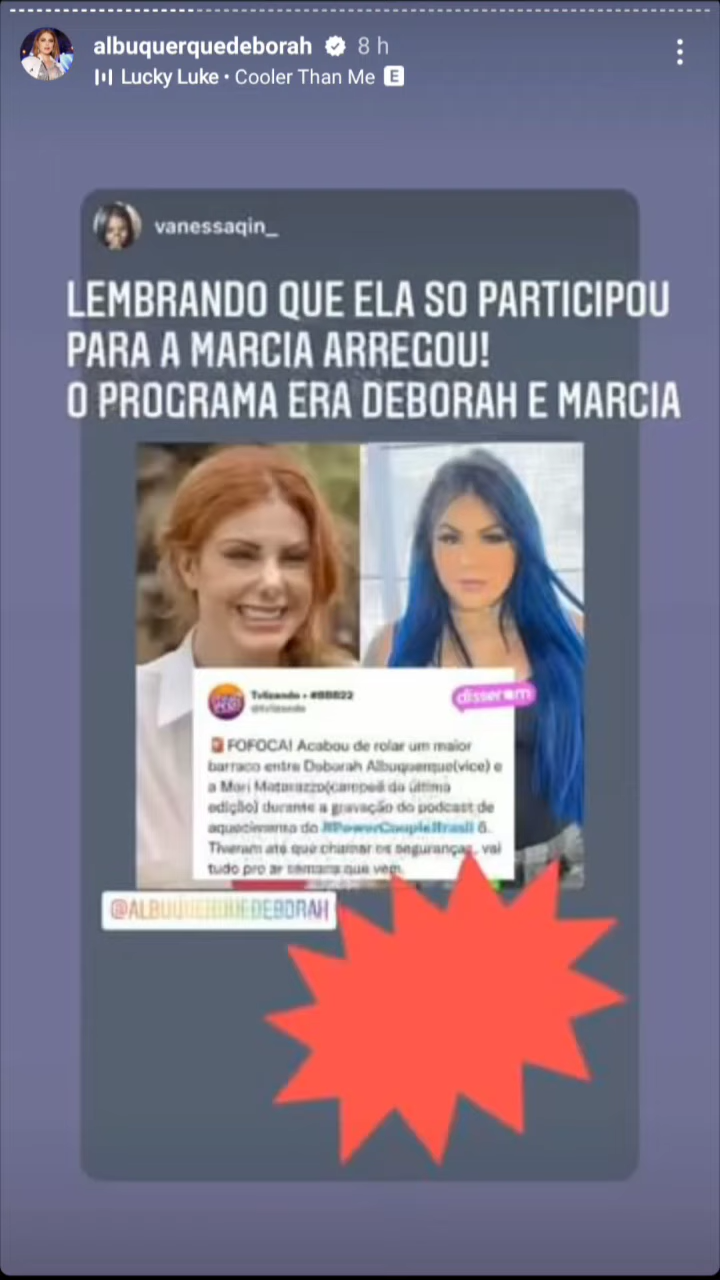 albuquerquedeborah 8 h
Lucky Luke • Cooler Than Me E
vanessaqin_
LEMBRANDO QUE ELA SO PARTICIPOU
PARA A MARCIA ARREGOU!
O PROGRAMA ERA DEBORAH E MARCIA
Tvlizando • #BBB22
@tvlizando
disseram
🚨FOFOCA! Acabou de rolar um maior
barraco entre Deborah Albuquerque(vice) e
a Mari Matarazzo(campeã da última
edição) durante a gravação do podcast de
aquecimento do #PowerCoupleBrasil 6.
Tiveram até que chamar os seguranças, vai
tudo pro ar semana que vem.
@ALBUQUERQUEDEBORAH